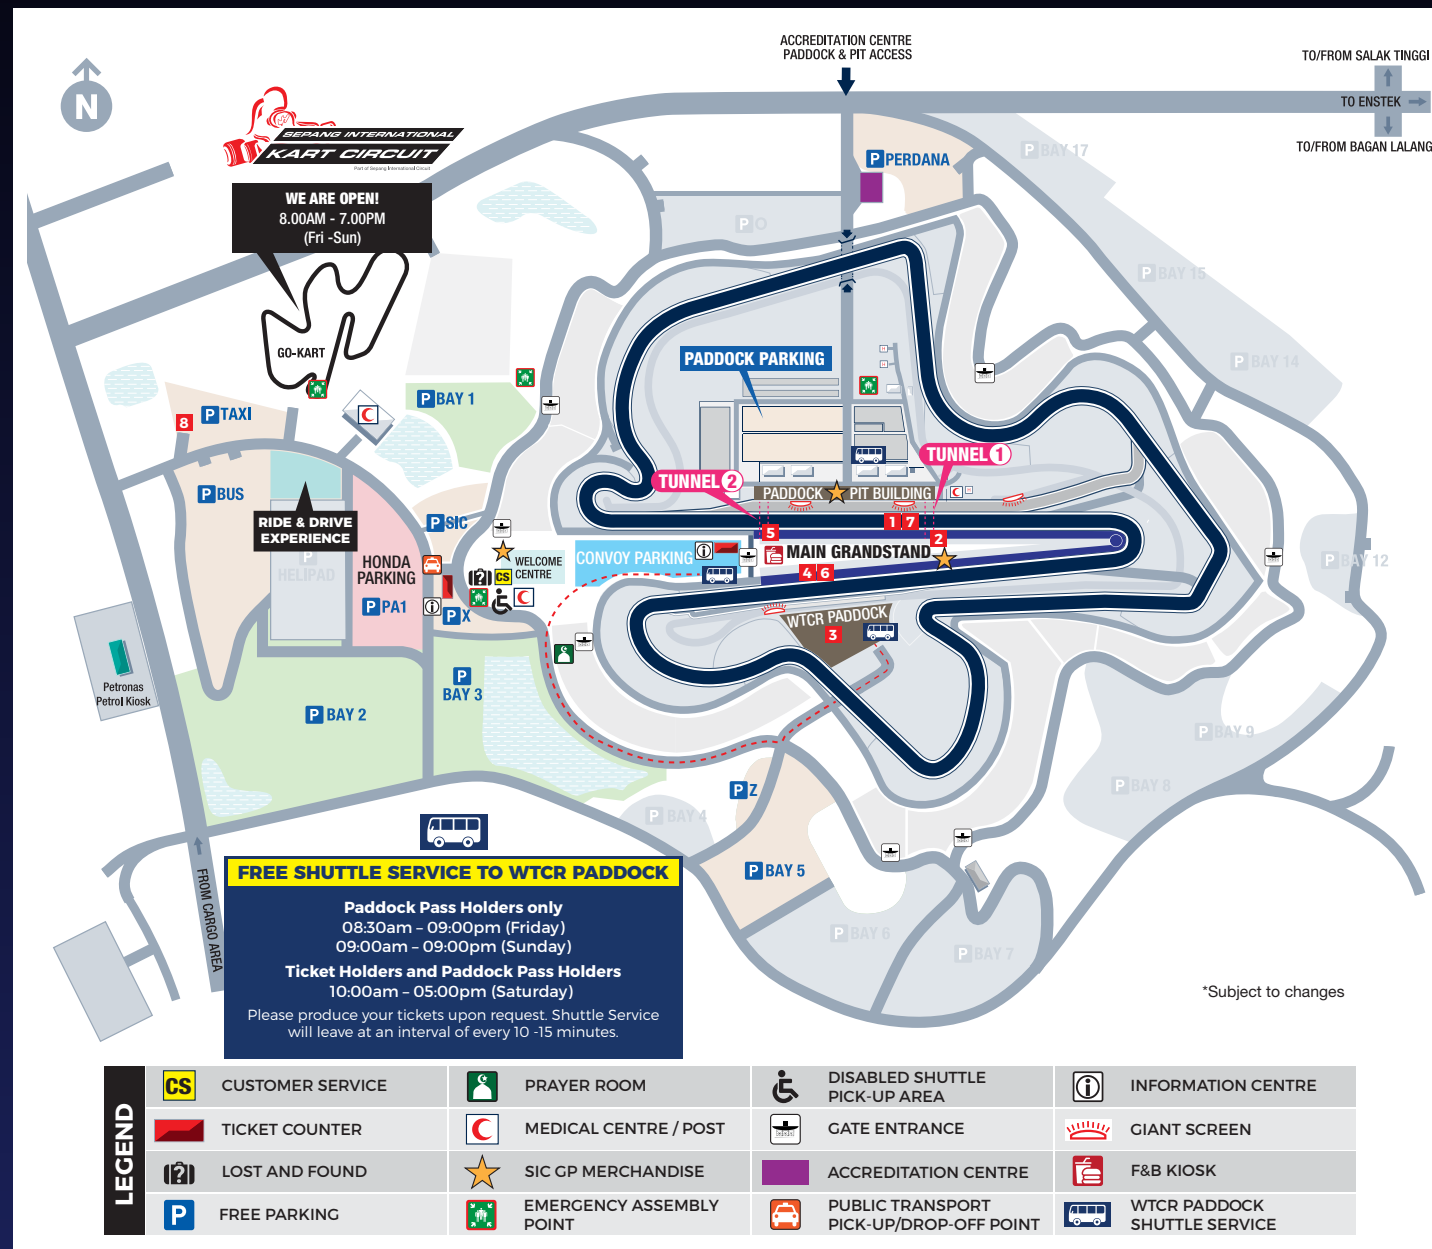 ACCREDITATION CENTRE
PADDOCK & PIT ACCESS
TO/FROM SALAK TINGGI
TO ENSTEK
TO/FROM BAGAN LALANG
N
SEPANG INTERNATIONAL
KART CIRCUIT
Part of Sepang International Circuit
WE ARE OPEN!
8.00AM - 7.00PM
(Fri -Sun)
GO-KART
P PERDANA
P BAY 17
P O
P BAY 15
P BAY 14
P BAY 12
PADDOCK PARKING
P BAY 1
8
P TAXI
P BUS
RIDE & DRIVE
EXPERIENCE
P
HELIPAD
HONDA
PARKING
P PA1
P SIC
P X
WELCOME
CENTRE
CS
CONVOY PARKING
TUNNEL 1
TUNNEL 2
PADDOCK
PIT BUILDING
1 7
5
2
MAIN GRANDSTAND
4 6
WTCR PADDOCK
3
Petronas
Petrol Kiosk
P BAY 2
P
BAY 3
P Z
P BAY 4
P BAY 5
P BAY 6
P BAY 7
P BAY 8
P BAY 9
FROM CARGO AREA
FREE SHUTTLE SERVICE TO WTCR PADDOCK
Paddock Pass Holders only
08:30am – 09:00pm (Friday)
09:00am – 09:00pm (Sunday)
Ticket Holders and Paddock Pass Holders
10:00am – 05:00pm (Saturday)
Please produce your tickets upon request. Shuttle Service
will leave at an interval of every 10 -15 minutes.
*Subject to changes
LEGEND
CS CUSTOMER SERVICE
PRAYER ROOM
DISABLED SHUTTLE
PICK-UP AREA
INFORMATION CENTRE
TICKET COUNTER
MEDICAL CENTRE / POST
GATE ENTRANCE
GIANT SCREEN
LOST AND FOUND
SIC GP MERCHANDISE
ACCREDITATION CENTRE
F&B KIOSK
P FREE PARKING
EMERGENCY ASSEMBLY
POINT
PUBLIC TRANSPORT
PICK-UP/DROP-OFF POINT
WTCR PADDOCK
SHUTTLE SERVICE